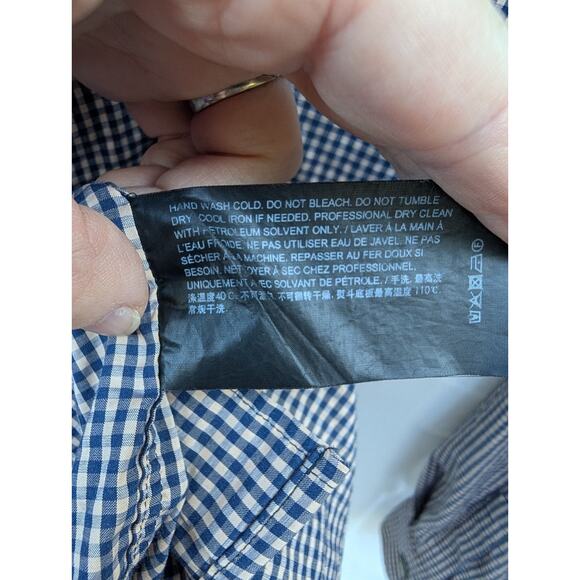 HAND WASH COLD. DO NOT BLEACH. DO NOT TUMBLE
DRY. COOL IRON IF NEEDED. PROFESSIONAL DRY CLEAN
WITH PETROLEUM SOLVENT ONLY. / LAVER À LA MAIN À
L'EAU FROIDE. NE PAS UTILISER EAU DE JAVEL. NE PAS
SÉCHER À LA MACHINE. REPASSER AU FER DOUX SI
BESOIN. NETTOYER À SEC CHEZ PROFESSIONNEL,
UNIQUEMENT AVEC SOLVANT DE PÉTROLE. / 手洗, 最高洗
涤温度40℃, 不可漂白, 不可翻转干燥, 熨斗底板最高温度110℃,
常规干洗.